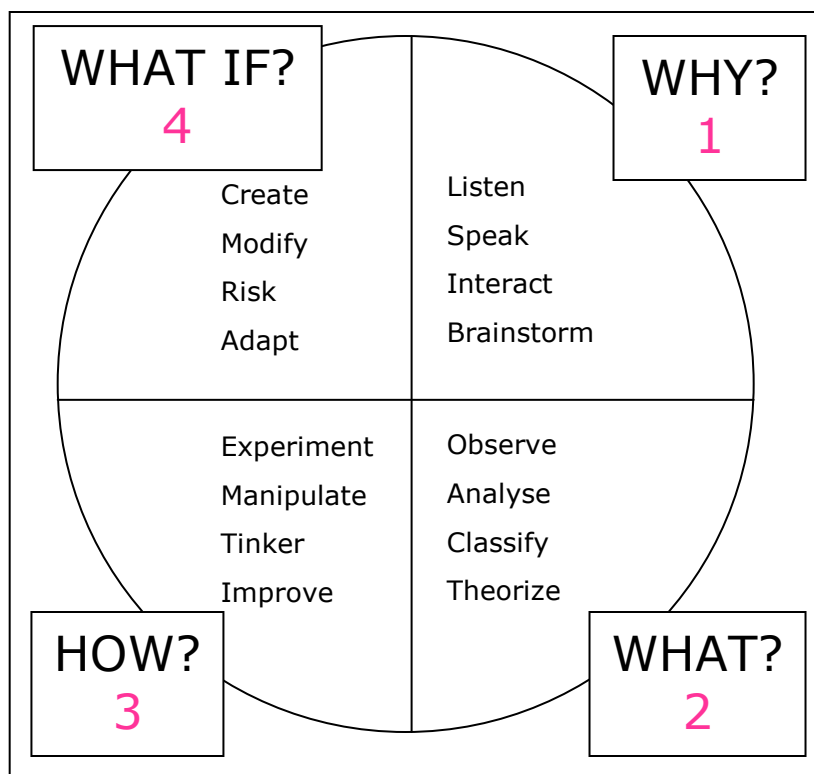 WHAT IF?
4
Create
Modify
Risk
Adapt
WHY?
1
Listen
Speak
Interact
Brainstorm
Experiment
Manipulate
Tinker
Improve
HOW?
3
Observe
Analyse
Classify
Theorize
WHAT?
2